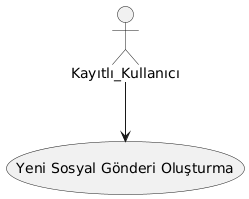 Kayıtlı_Kullanıcı
Yeni Sosyal Gönderi Oluşturma